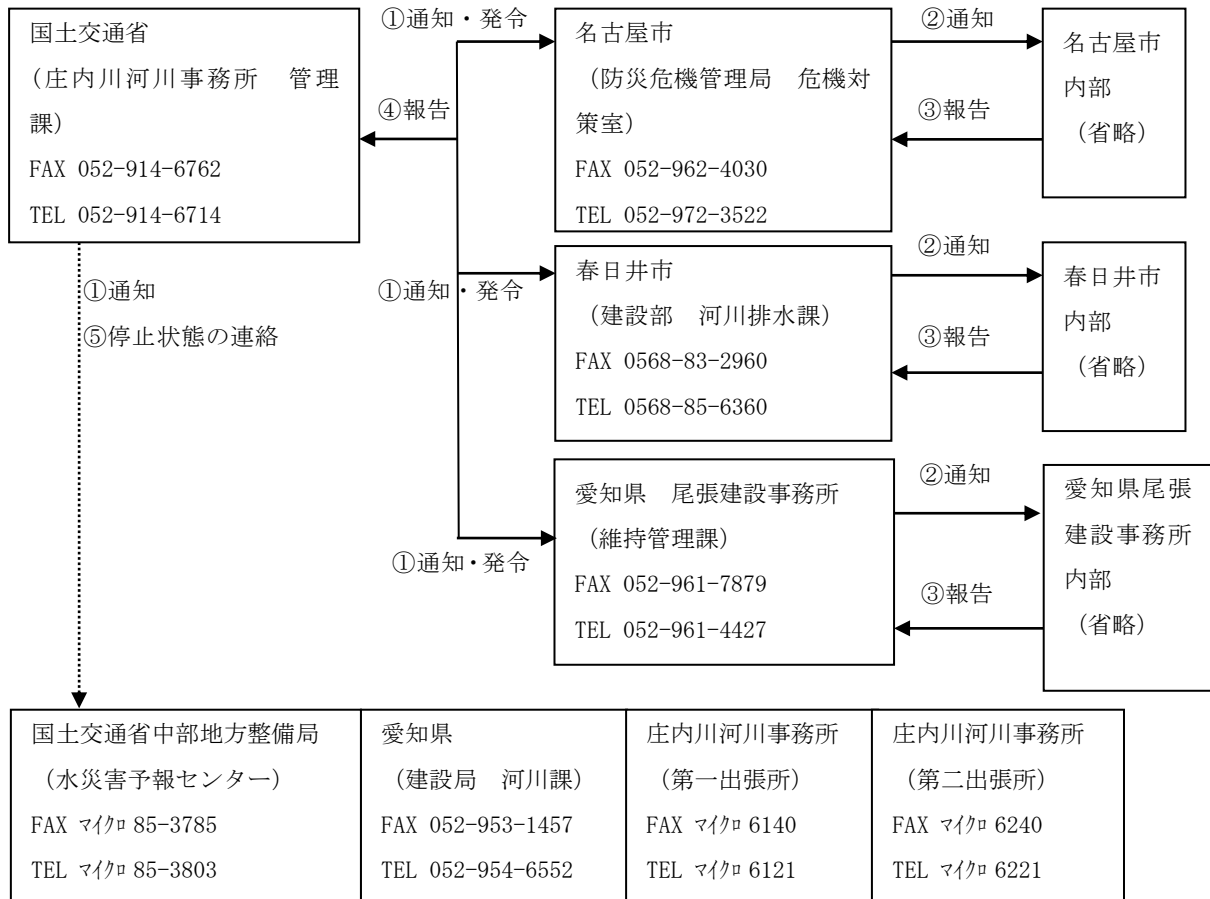 国土交通省
（庄内川河川事務所　管理
課）
FAX 052-914-6762
TEL 052-914-6714
①通知・発令
④報告
名古屋市
（防災危機管理局　危機対
策室）
FAX 052-962-4030
TEL 052-972-3522
②通知
③報告
名古屋市
内部
（省略）
①通知
⑤停止状態の連絡
①通知・発令
春日井市
（建設部　河川排水課）
FAX 0568-83-2960
TEL 0568-85-6360
②通知
③報告
春日井市
内部
（省略）
①通知・発令
愛知県　尾張建設事務所
（維持管理課）
FAX 052-961-7879
TEL 052-961-4427
②通知
③報告
愛知県尾張
建設事務所
内部
（省略）
国土交通省中部地方整備局
（水災害予報センター）
FAX ﾏｲｸﾛ 85-3785
TEL ﾏｲｸﾛ 85-3803
愛知県
（建設局　河川課）
FAX 052-953-1457
TEL 052-954-6552
庄内川河川事務所
（第一出張所）
FAX ﾏｲｸﾛ 6140
TEL ﾏｲｸﾛ 6121
庄内川河川事務所
（第二出張所）
FAX ﾏｲｸﾛ 6240
TEL ﾏｲｸﾛ 6221